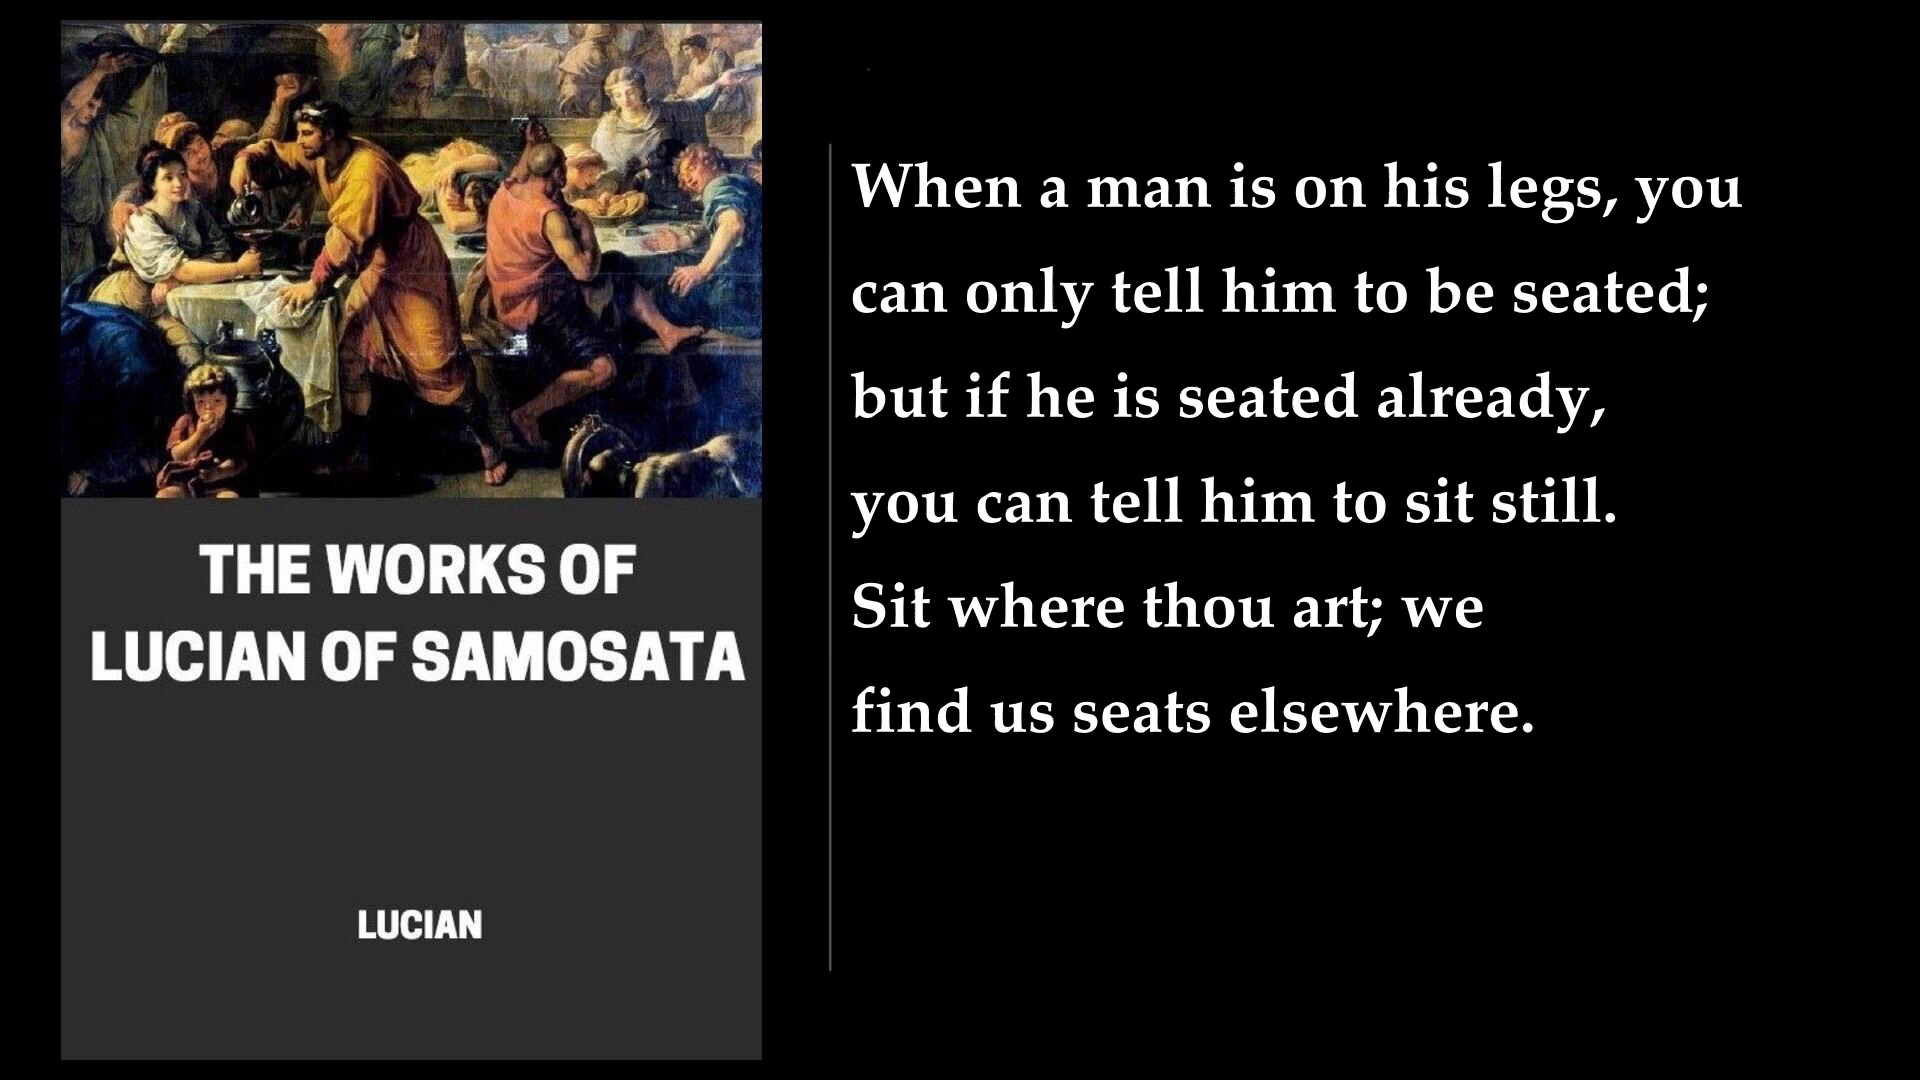 THE WORKS OF
LUCIAN OF SAMOSATA
LUCIAN
When a man is on his legs, you
can only tell him to be seated;
but if he is seated already,
you can tell him to sit still.
Sit where thou art; we
find us seats elsewhere.